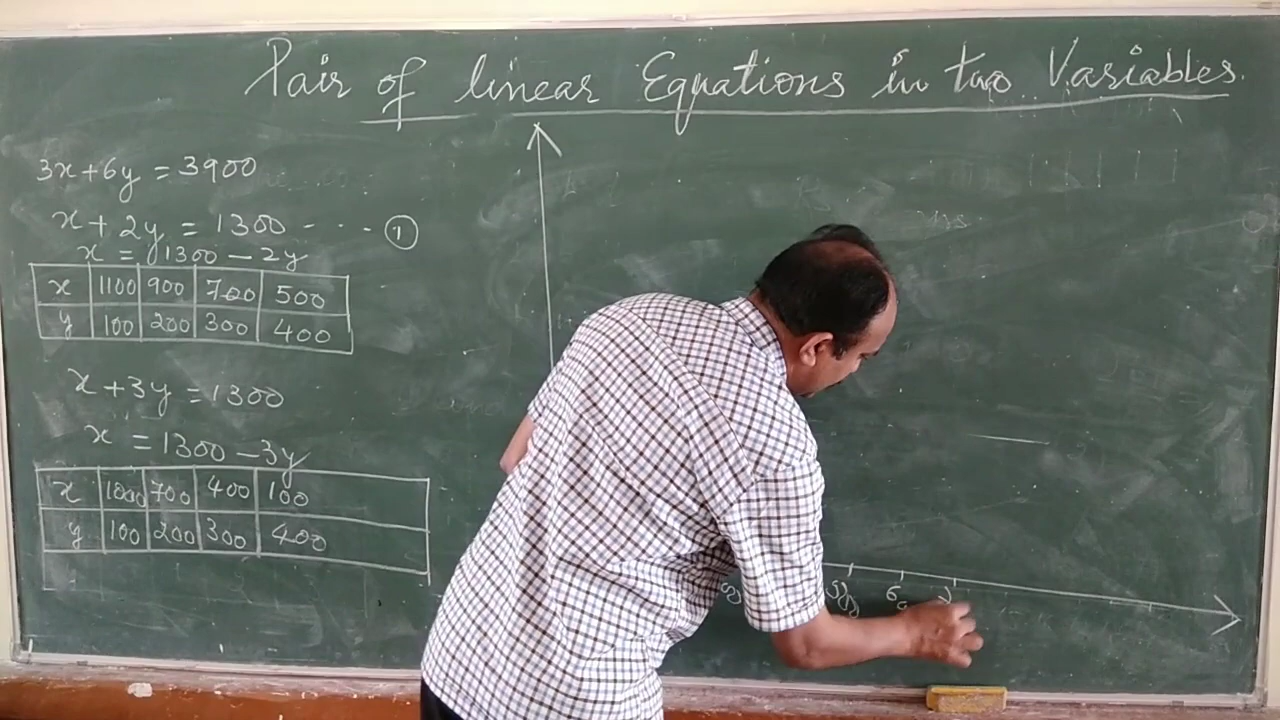 Pair of linear Equations in two Variables.
3x+6y = 3900
x + 2y = 1300 - - - - ①
x = 1300 - 2y
x 1100 900 700 500
y 100 200 300 400
x + 3y = 1300
x = 1300 - 3y
x 1000 700 400 100
y 100 200 300 400
500